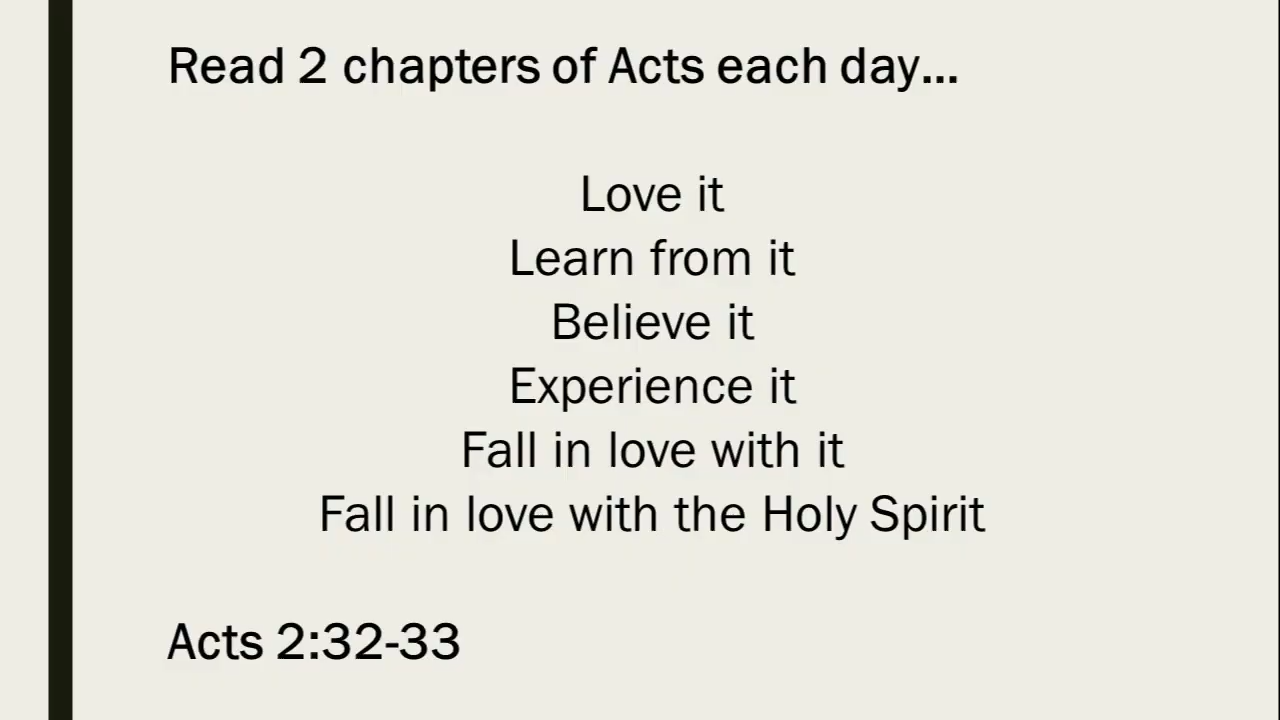 Read 2 chapters of Acts each day...
Love it
Learn from it
Believe it
Experience it
Fall in love with it
Fall in love with the Holy Spirit
Acts 2:32-33